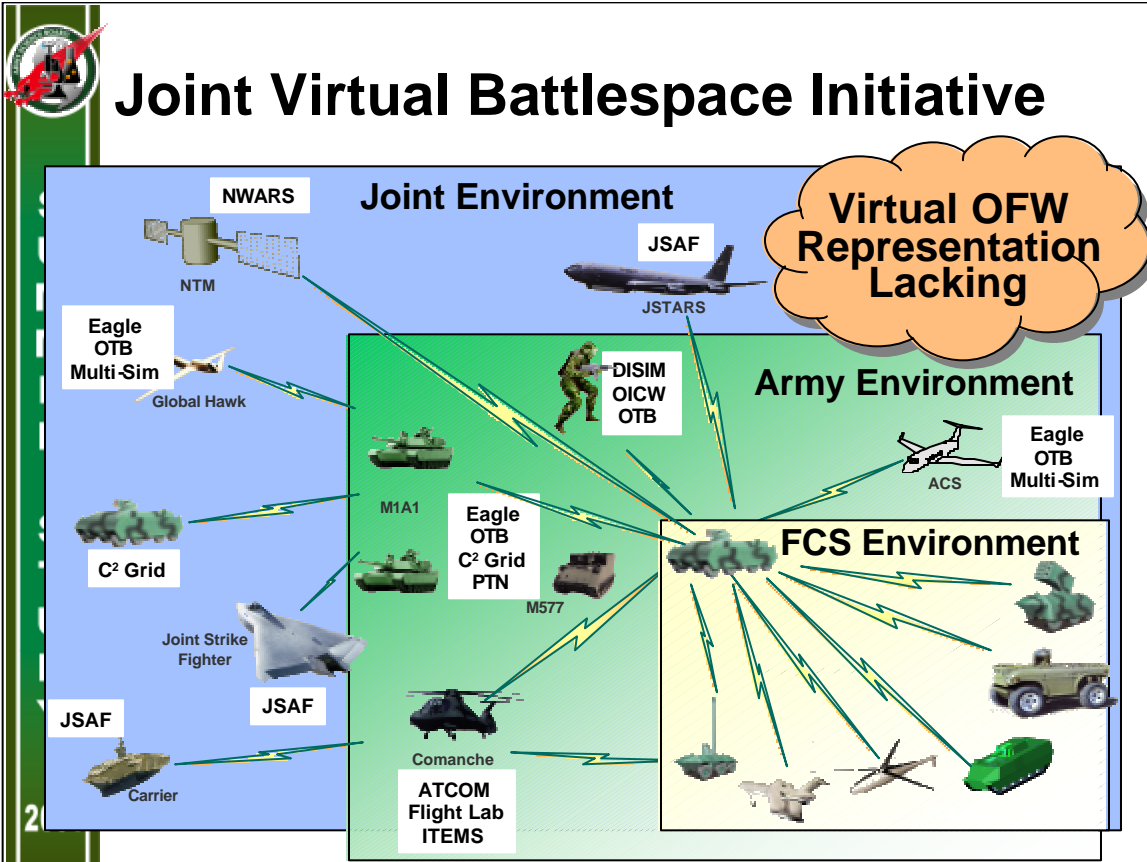 Joint Virtual Battlespace Initiative
NWARS
Joint Environment
Virtual OFW
Representation
Lacking
JSAF
NTM
JSTARS
Eagle
OTB
Multi-Sim
Global Hawk
DISIM
OICW
OTB
Army Environment
Eagle
OTB
Multi-Sim
ACS
M1A1
Eagle
OTB
C² Grid
PTN
M577
FCS Environment
C² Grid
Joint Strike
Fighter
JSAF
JSAF
Carrier
Comanche
ATCOM
Flight Lab
ITEMS